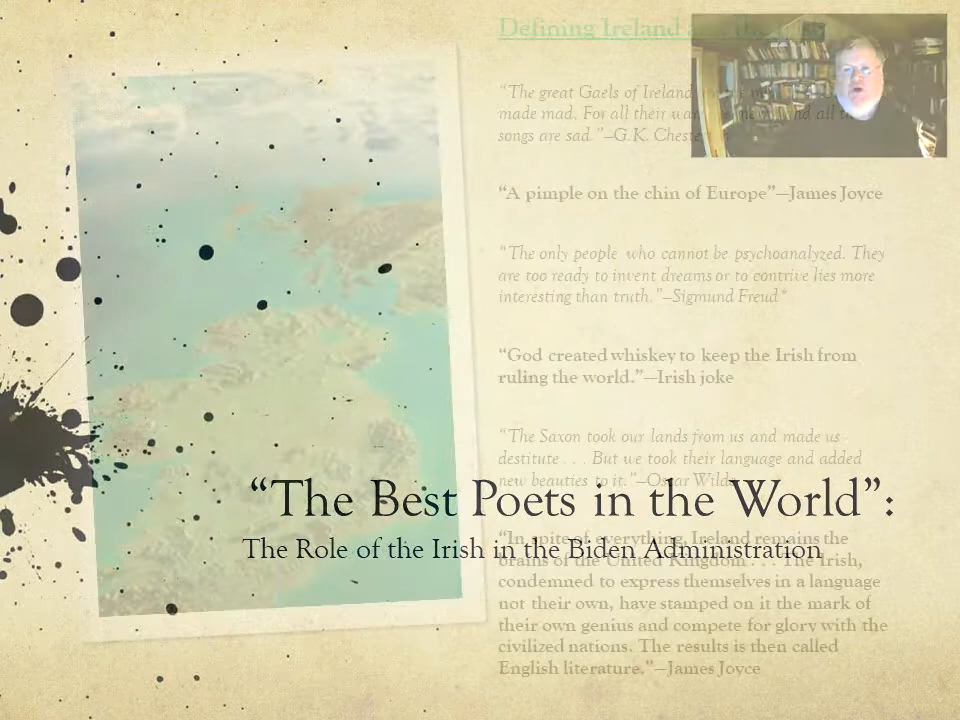 Defining Ireland and the
"The great Gaels of Ireland
made mad. For all their and all
songs are sad."–G.K. Chest
"A pimple on the chin of Europe"—James Joyce
"The only people who cannot be psychoanalyzed. They
are too ready to invent dreams or to contrive lies more
interesting than truth."–Sigmund Freud*
"God created whiskey to keep the Irish from
ruling the world."—Irish joke
"The Saxon took our lands from us and made us
destitute . . . But we took their language and added
new beauties to it."–Oscar Wilde
"The Best Poets in the World":
"In spite of everything, Ireland remains the
The Role of the Irish in the Biden Administration
brains of the United Kingdom . . . The Irish,
condemned to express themselves in a language
not their own, have stamped on it the mark of
their own genius and compete for glory with the
civilized nations. The results is then called
English literature."—James Joyce